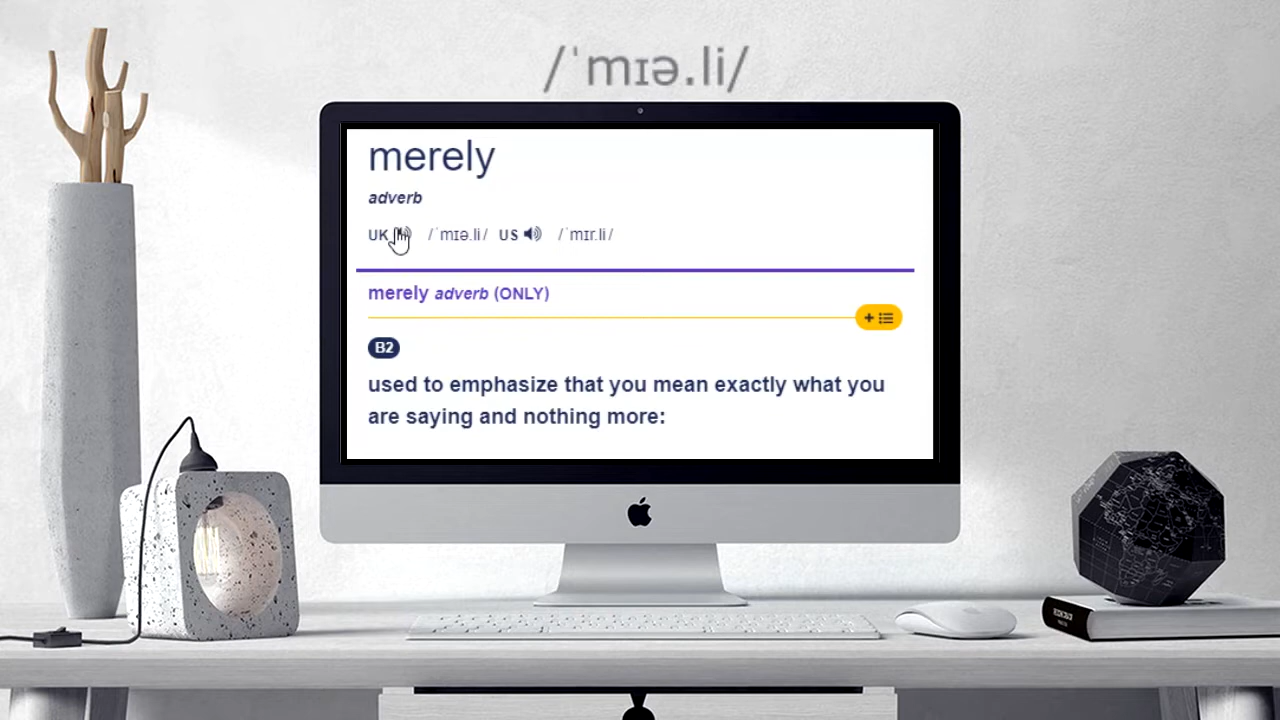 /ˈmɪə.li/
merely
adverb
UK /ˈmɪə.li/ US /ˈmɪr.li/
merely adverb (ONLY)
B2
used to emphasize that you mean exactly what you
are saying and nothing more: